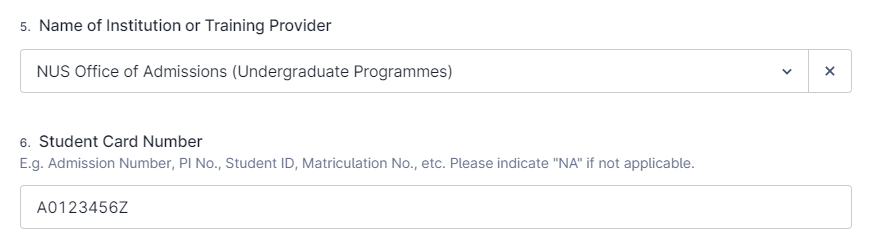 5. Name of Institution or Training Provider
NUS Office of Admissions (Undergraduate Programmes)
6. Student Card Number
E.g. Admission Number, PI No., Student ID, Matriculation No., etc. Please indicate "NA" if not applicable.
A0123456Z